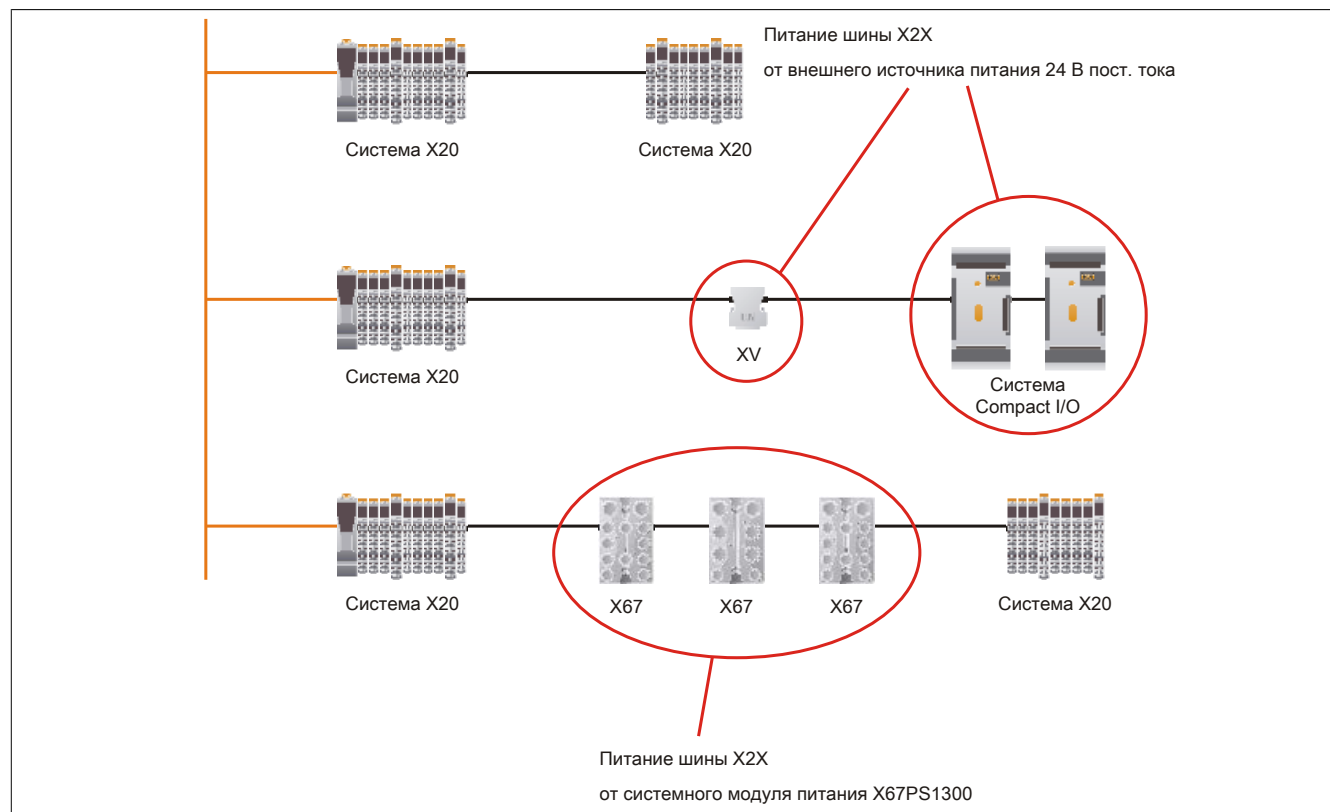 Питание шины X2X
от внешнего источника питания 24 В пост. тока
Система X20
Система X20
Система X20
XV
Система
Compact I/O
Система X20
X67
X67
X67
Система X20
Питание шины X2X
от системного модуля питания X67PS1300